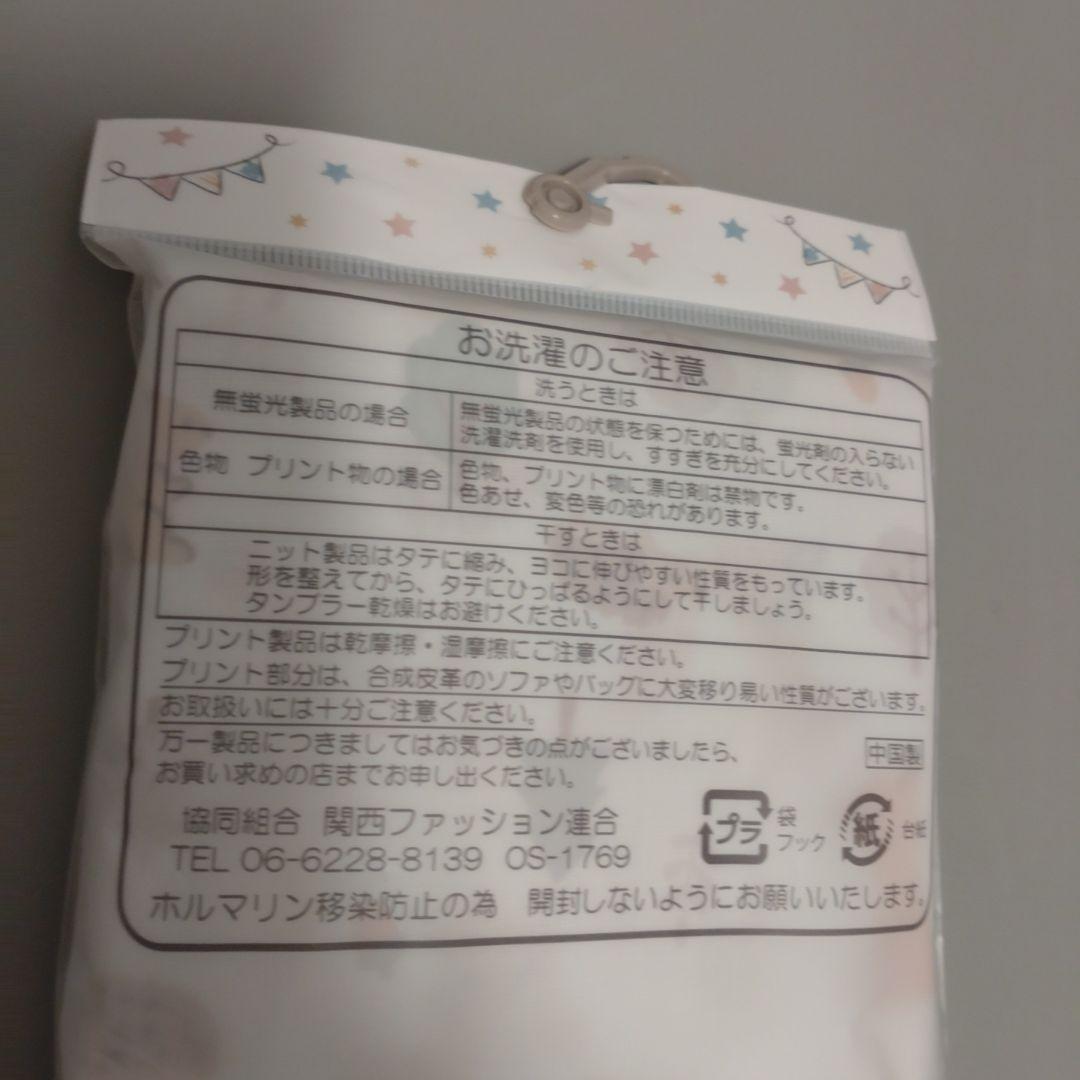 お洗濯のご注意
洗うときは
無蛍光製品の場合
無蛍光製品の状態を保つためには、蛍光剤の入らない
洗濯洗剤を使用し、すすぎを充分にしてください。
色物 プリント物の場合
色物、プリント物に漂白剤は禁物です。
色あせ、変色等の恐れがあります。
干すときは
ニット製品はタテに縮み、ヨコに伸びやすい性質をもっています。
形を整えてから、タテにひっぱるようにして干しましょう。
タンブラー乾燥はお避けください。
プリント製品は乾摩擦・湿摩擦にご注意ください。
プリント部分は、合成皮革のソファやバッグに大変移り易い性質がございます。
お取扱いには十分ご注意ください。
万一製品につきましてはお気づきの点がございましたら、
お買い求めの店までお申し出ください。
中国製
協同組合 関西ファッション連合
TEL 06-6228-8139 OS-1769
プラ
袋
フック
紙
台紙
ホルマリン移染防止の為 開封しないようにお願いいたします。